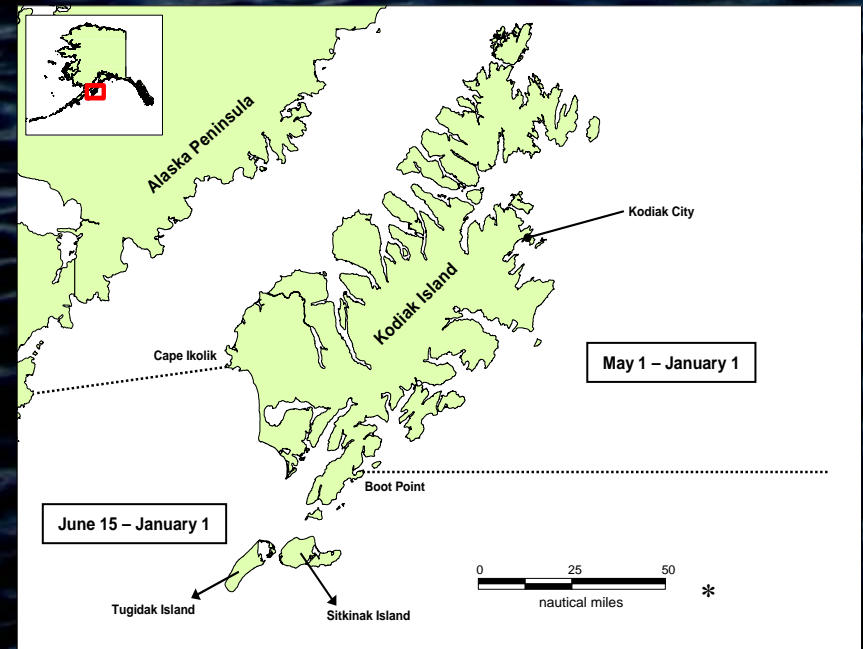 Alaska Peninsula
Kodiak City
Kodiak Island
Cape Ikolik
May 1 – January 1
Boot Point
June 15 – January 1
0 25 50
nautical miles
*
Tugidak Island
Sitkinak Island